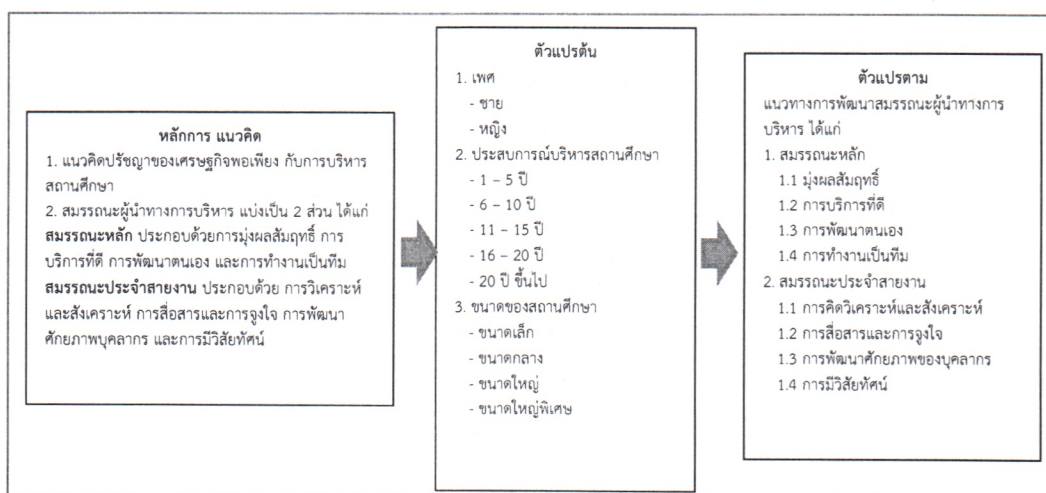 หลักการ แนวคิด
1. แนวคิดปรัชญาของเศรษฐกิจพอเพียง กับการบริหาร
สถานศึกษา
2. สมรรถนะผู้นำทางการบริหาร แบ่งเป็น 2 ส่วน ได้แก่
สมรรถนะหลัก ประกอบด้วยการมุ่งผลสัมฤทธิ์ การ
บริการที่ดี การพัฒนาตนเอง และการทำงานเป็นทีม
สมรรถนะประจำสายงาน ประกอบด้วย การวิเคราะห์
และสังเคราะห์ การสื่อสารและการจูงใจ การพัฒนา
ศักยภาพบุคลากร และการมีวิสัยทัศน์
ตัวแปรต้น
1. เพศ
- ชาย
- หญิง
2. ประสบการณ์บริหารสถานศึกษา
- 1 – 5 ปี
- 6 – 10 ปี
- 11 – 15 ปี
- 16 – 20 ปี
- 20 ปี ขึ้นไป
3. ขนาดของสถานศึกษา
- ขนาดเล็ก
- ขนาดกลาง
- ขนาดใหญ่
- ขนาดใหญ่พิเศษ
ตัวแปรตาม
แนวทางการพัฒนาสมรรถนะผู้นำทางการ
บริหาร ได้แก่
1. สมรรถนะหลัก
1.1 มุ่งผลสัมฤทธิ์
1.2 การบริการที่ดี
1.3 การพัฒนาตนเอง
1.4 การทำงานเป็นทีม
2. สมรรถนะประจำสายงาน
1.1 การคิดวิเคราะห์และสังเคราะห์
1.2 การสื่อสารและการจูงใจ
1.3 การพัฒนาศักยภาพของบุคลากร
1.4 การมีวิสัยทัศน์